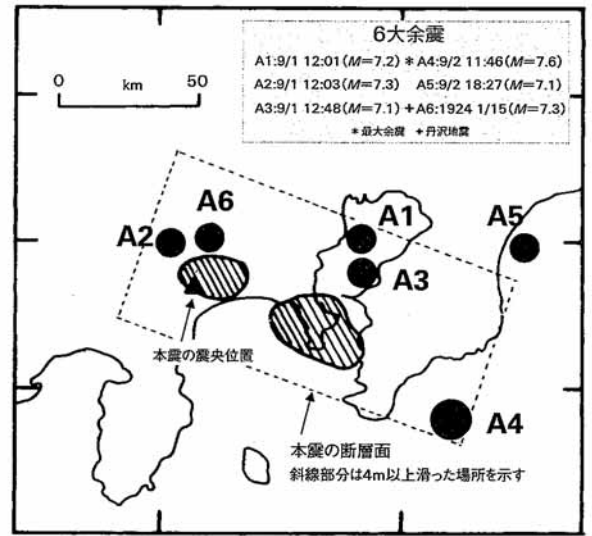 6大余震
A1:9/1 12:01(M=7.2) *A4:9/2 11:46(M=7.6)
A2:9/1 12:03(M=7.3) A5:9/2 18:27(M=7.1)
A3:9/1 12:48(M=7.1) +A6:1924 1/15(M=7.3)
*最大余震 +丹沢地震
0 km 50
A6
A1
A5
A2
A3
本震の震央位置
A4
本震の断層面
斜線部分は4m以上滑った場所を示す